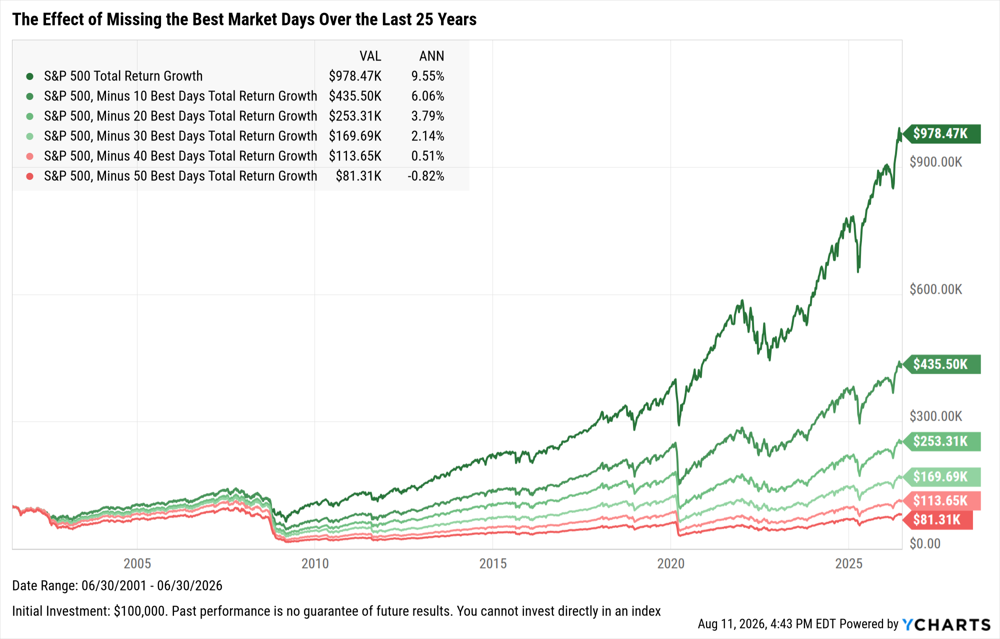 The Effect of Missing the Best Market Days Over the Last 25 Years
VAL ANN
S&P 500 Total Return Growth $978.47K 9.55%
S&P 500, Minus 10 Best Days Total Return Growth $435.50K 6.06%
S&P 500, Minus 20 Best Days Total Return Growth $253.31K 3.79%
S&P 500, Minus 30 Best Days Total Return Growth $169.69K 2.14%
S&P 500, Minus 40 Best Days Total Return Growth $113.65K 0.51%
S&P 500, Minus 50 Best Days Total Return Growth $81.31K -0.82%
$978.47K
$900.00K
$600.00K
$435.50K
$300.00K
$253.31K
$169.69K
$113.65K
$81.31K
$0.00
2005 2010 2015 2020 2025
Date Range: 06/30/2001 - 06/30/2026
Initial Investment: $100,000. Past performance is no guarantee of future results. You cannot invest directly in an index
Aug 11, 2026, 4:43 PM EDT Powered by YCHARTS